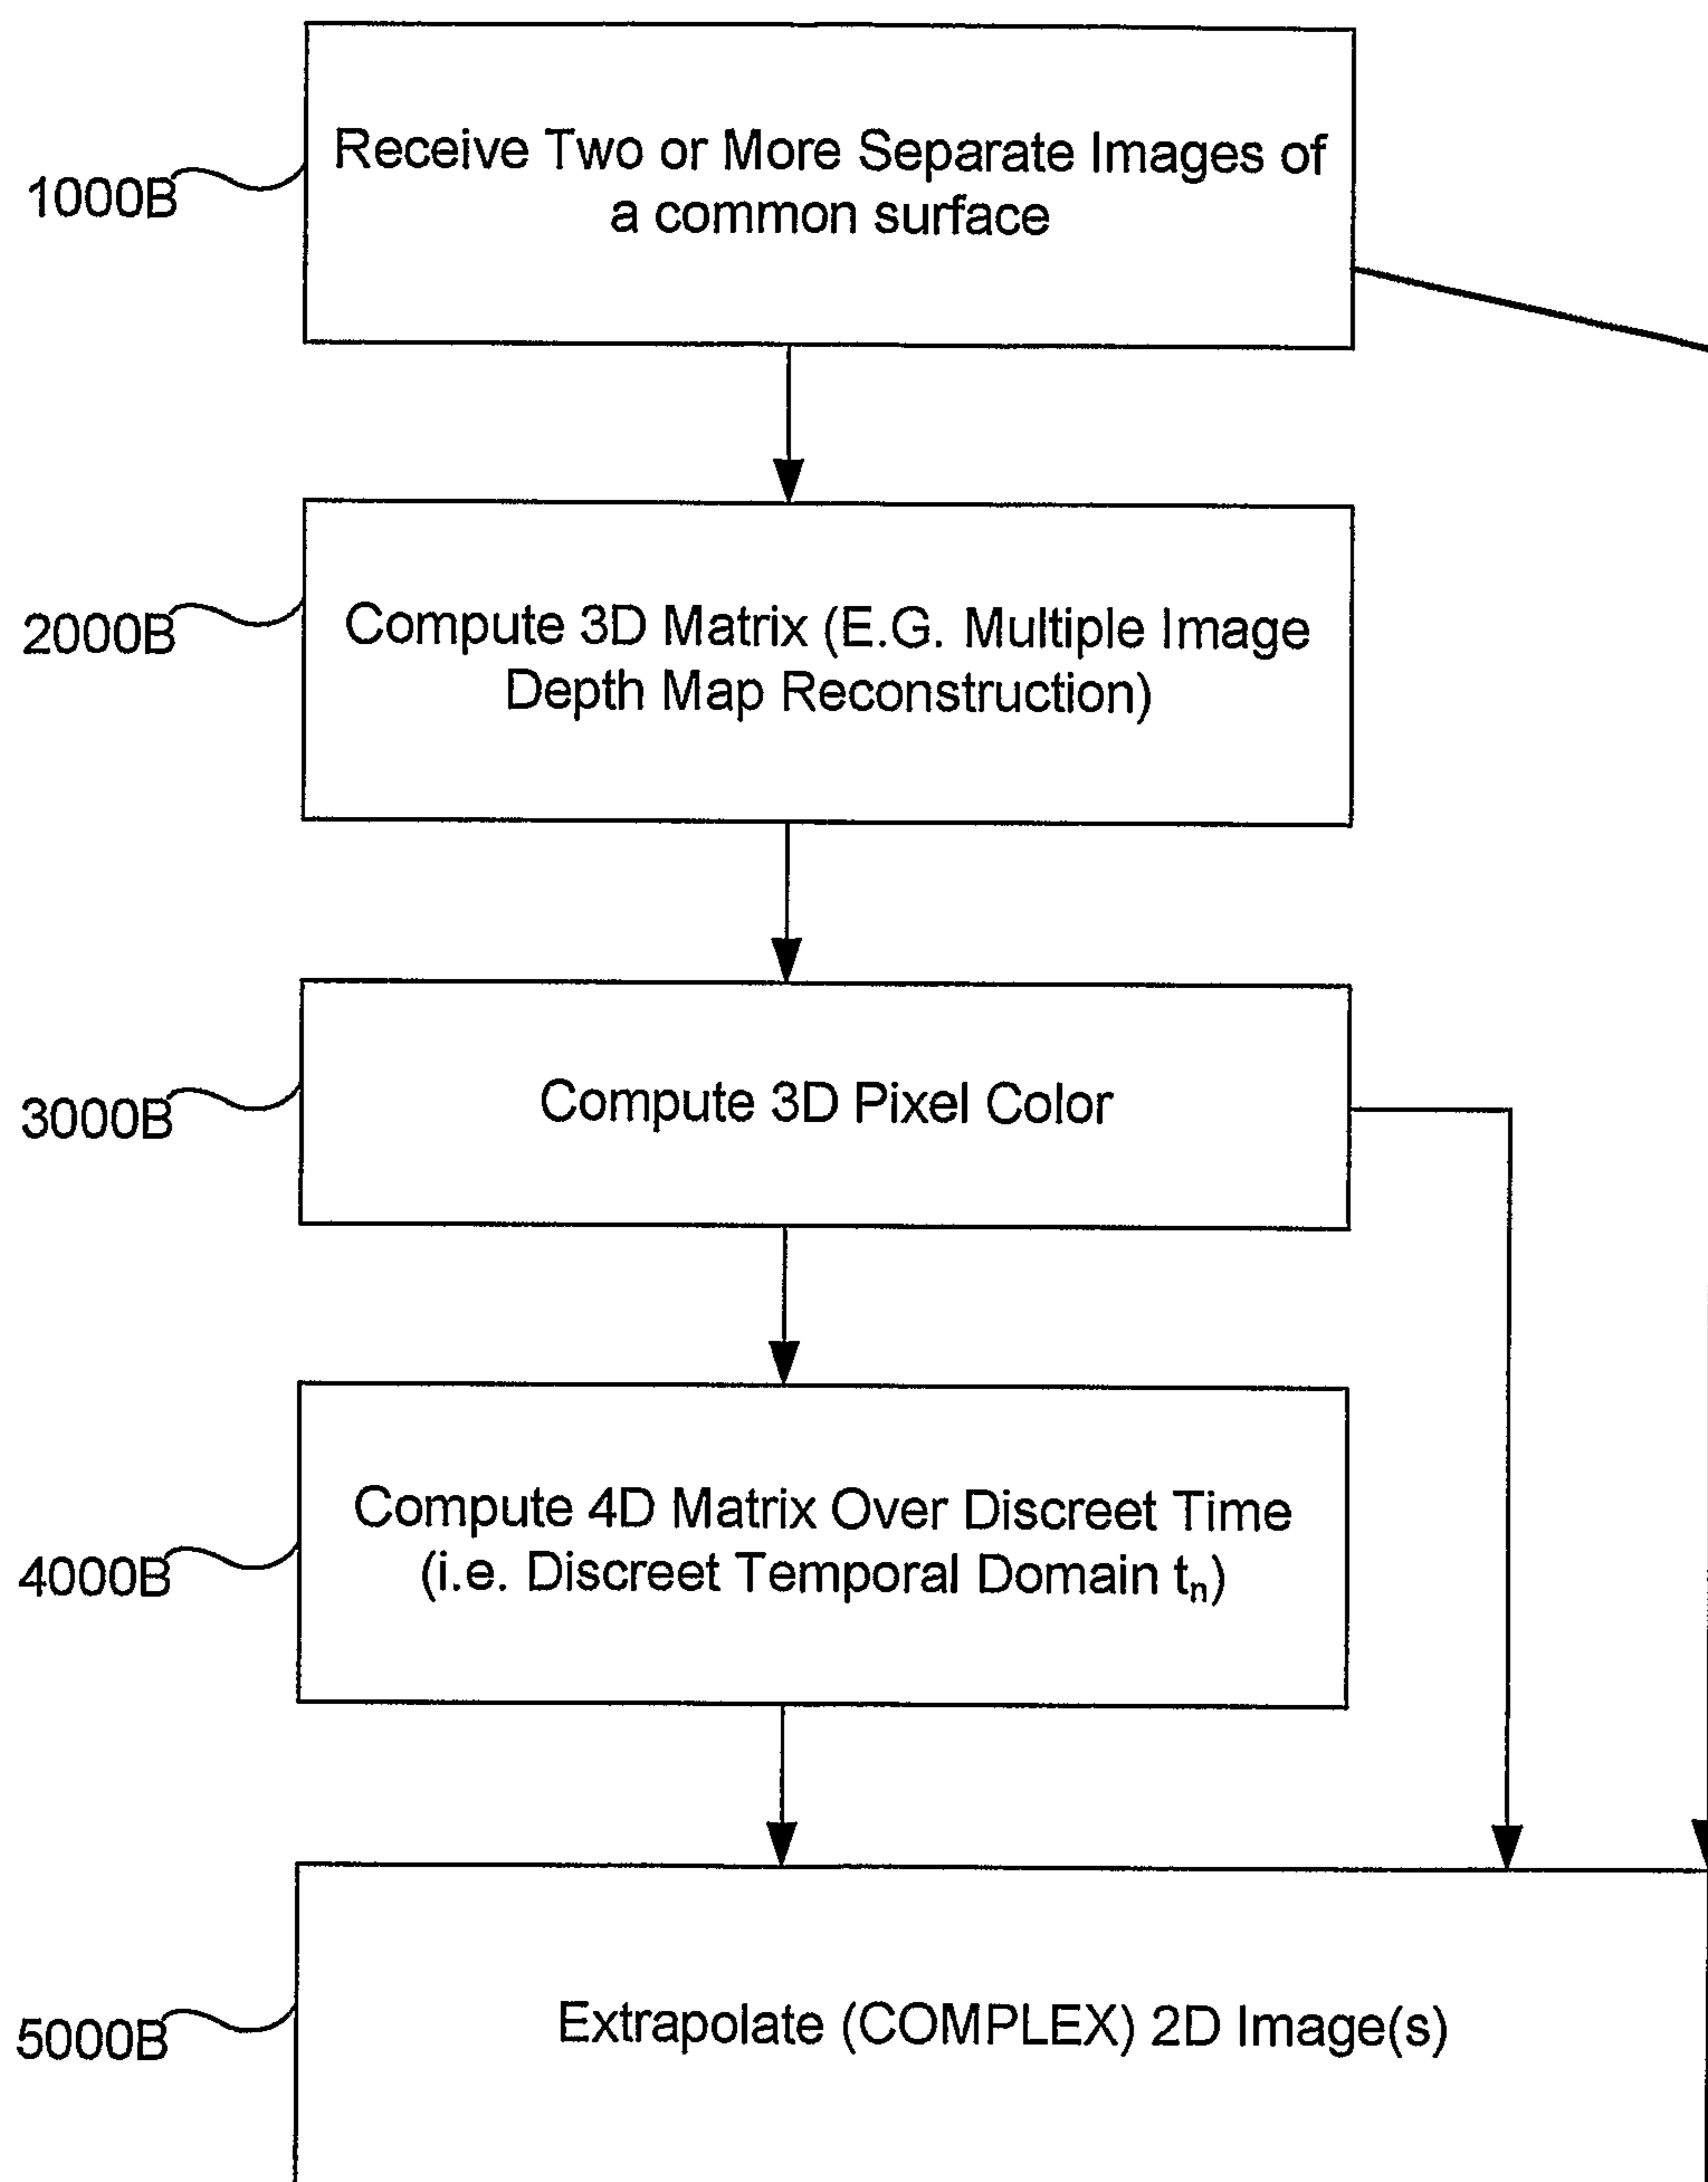 Receive Two or More Separate Images of
a common surface
1000B
Compute 3D Matrix (E.G. Multiple Image
Depth Map Reconstruction)
2000B
Compute 3D Pixel Color
3000B
Compute 4D Matrix Over Discreet Time
(i.e. Discreet Temporal Domain tₙ)
4000B
Extrapolate (COMPLEX) 2D Image(s)
5000B